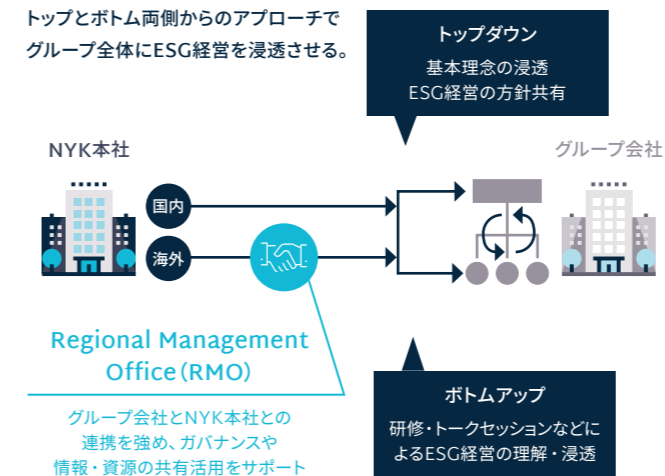 トップとボトム両側からのアプローチで
グループ全体にESG経営を浸透させる。
トップダウン
基本理念の浸透
ESG経営の方針共有
NYK本社
グループ会社
国内
海外
Regional Management
Office(RMO)
グループ会社とNYK本社との
連携を強め、ガバナンスや
情報・資源の共有活用をサポート
ボトムアップ
研修・トークセッションなどに
よるESG経営の理解・浸透